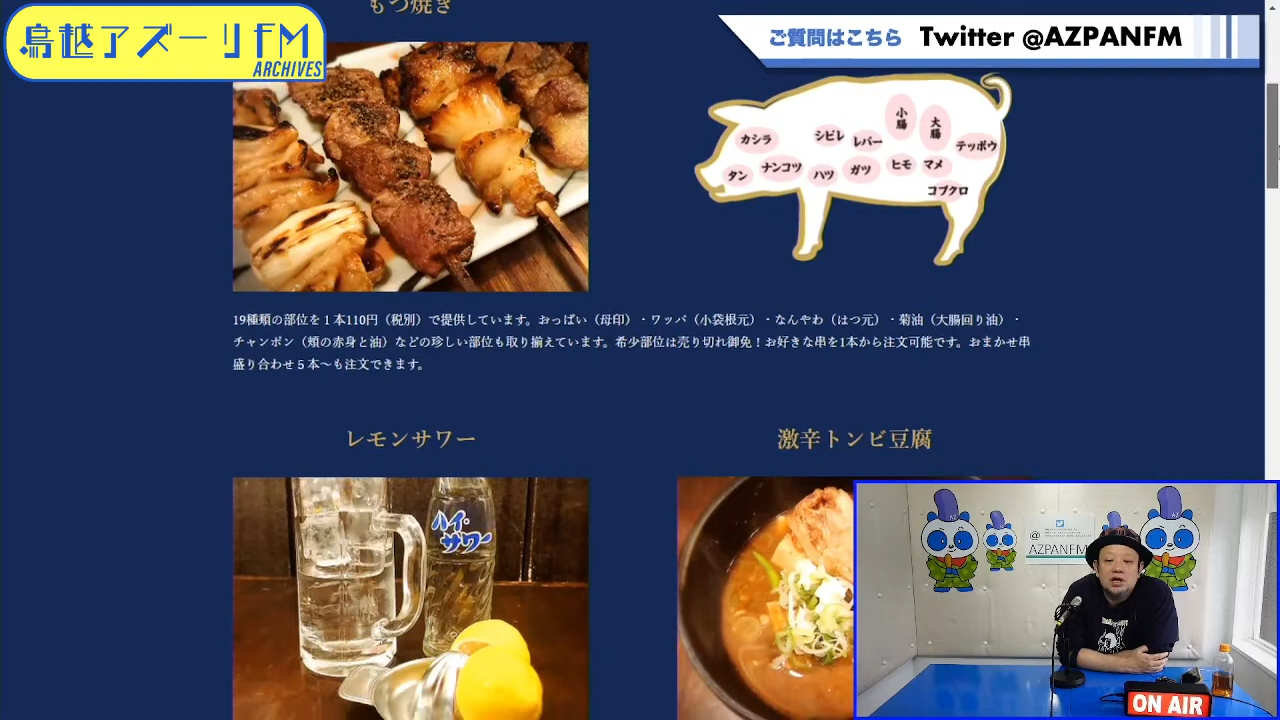 もつ焼き
鳥越アズーリFM
ARCHIVES
ご質問はこちら Twitter @AZPANFM
小腸
大腸
カシラ
シビレ
レバー
テッポウ
タン
ナンコツ
ハツ
ガツ
ヒモ
マメ
コブクロ
19種類の部位を1本110円（税別）で提供しています。おっぱい（母印）・ワッパ（小袋根元）・なんやわ（はつ元）・菊油（大腸回り油）・
チャンポン（頬の赤身と油）などの珍しい部位も取り揃えています。希少部位は売り切れ御免！お好きな串を1本から注文可能です。おまかせ串
盛り合わせ５本〜も注文できます。
レモンサワー
激辛トンビ豆腐
ハイ・
サワー
@
AZPANFM
ON AIR